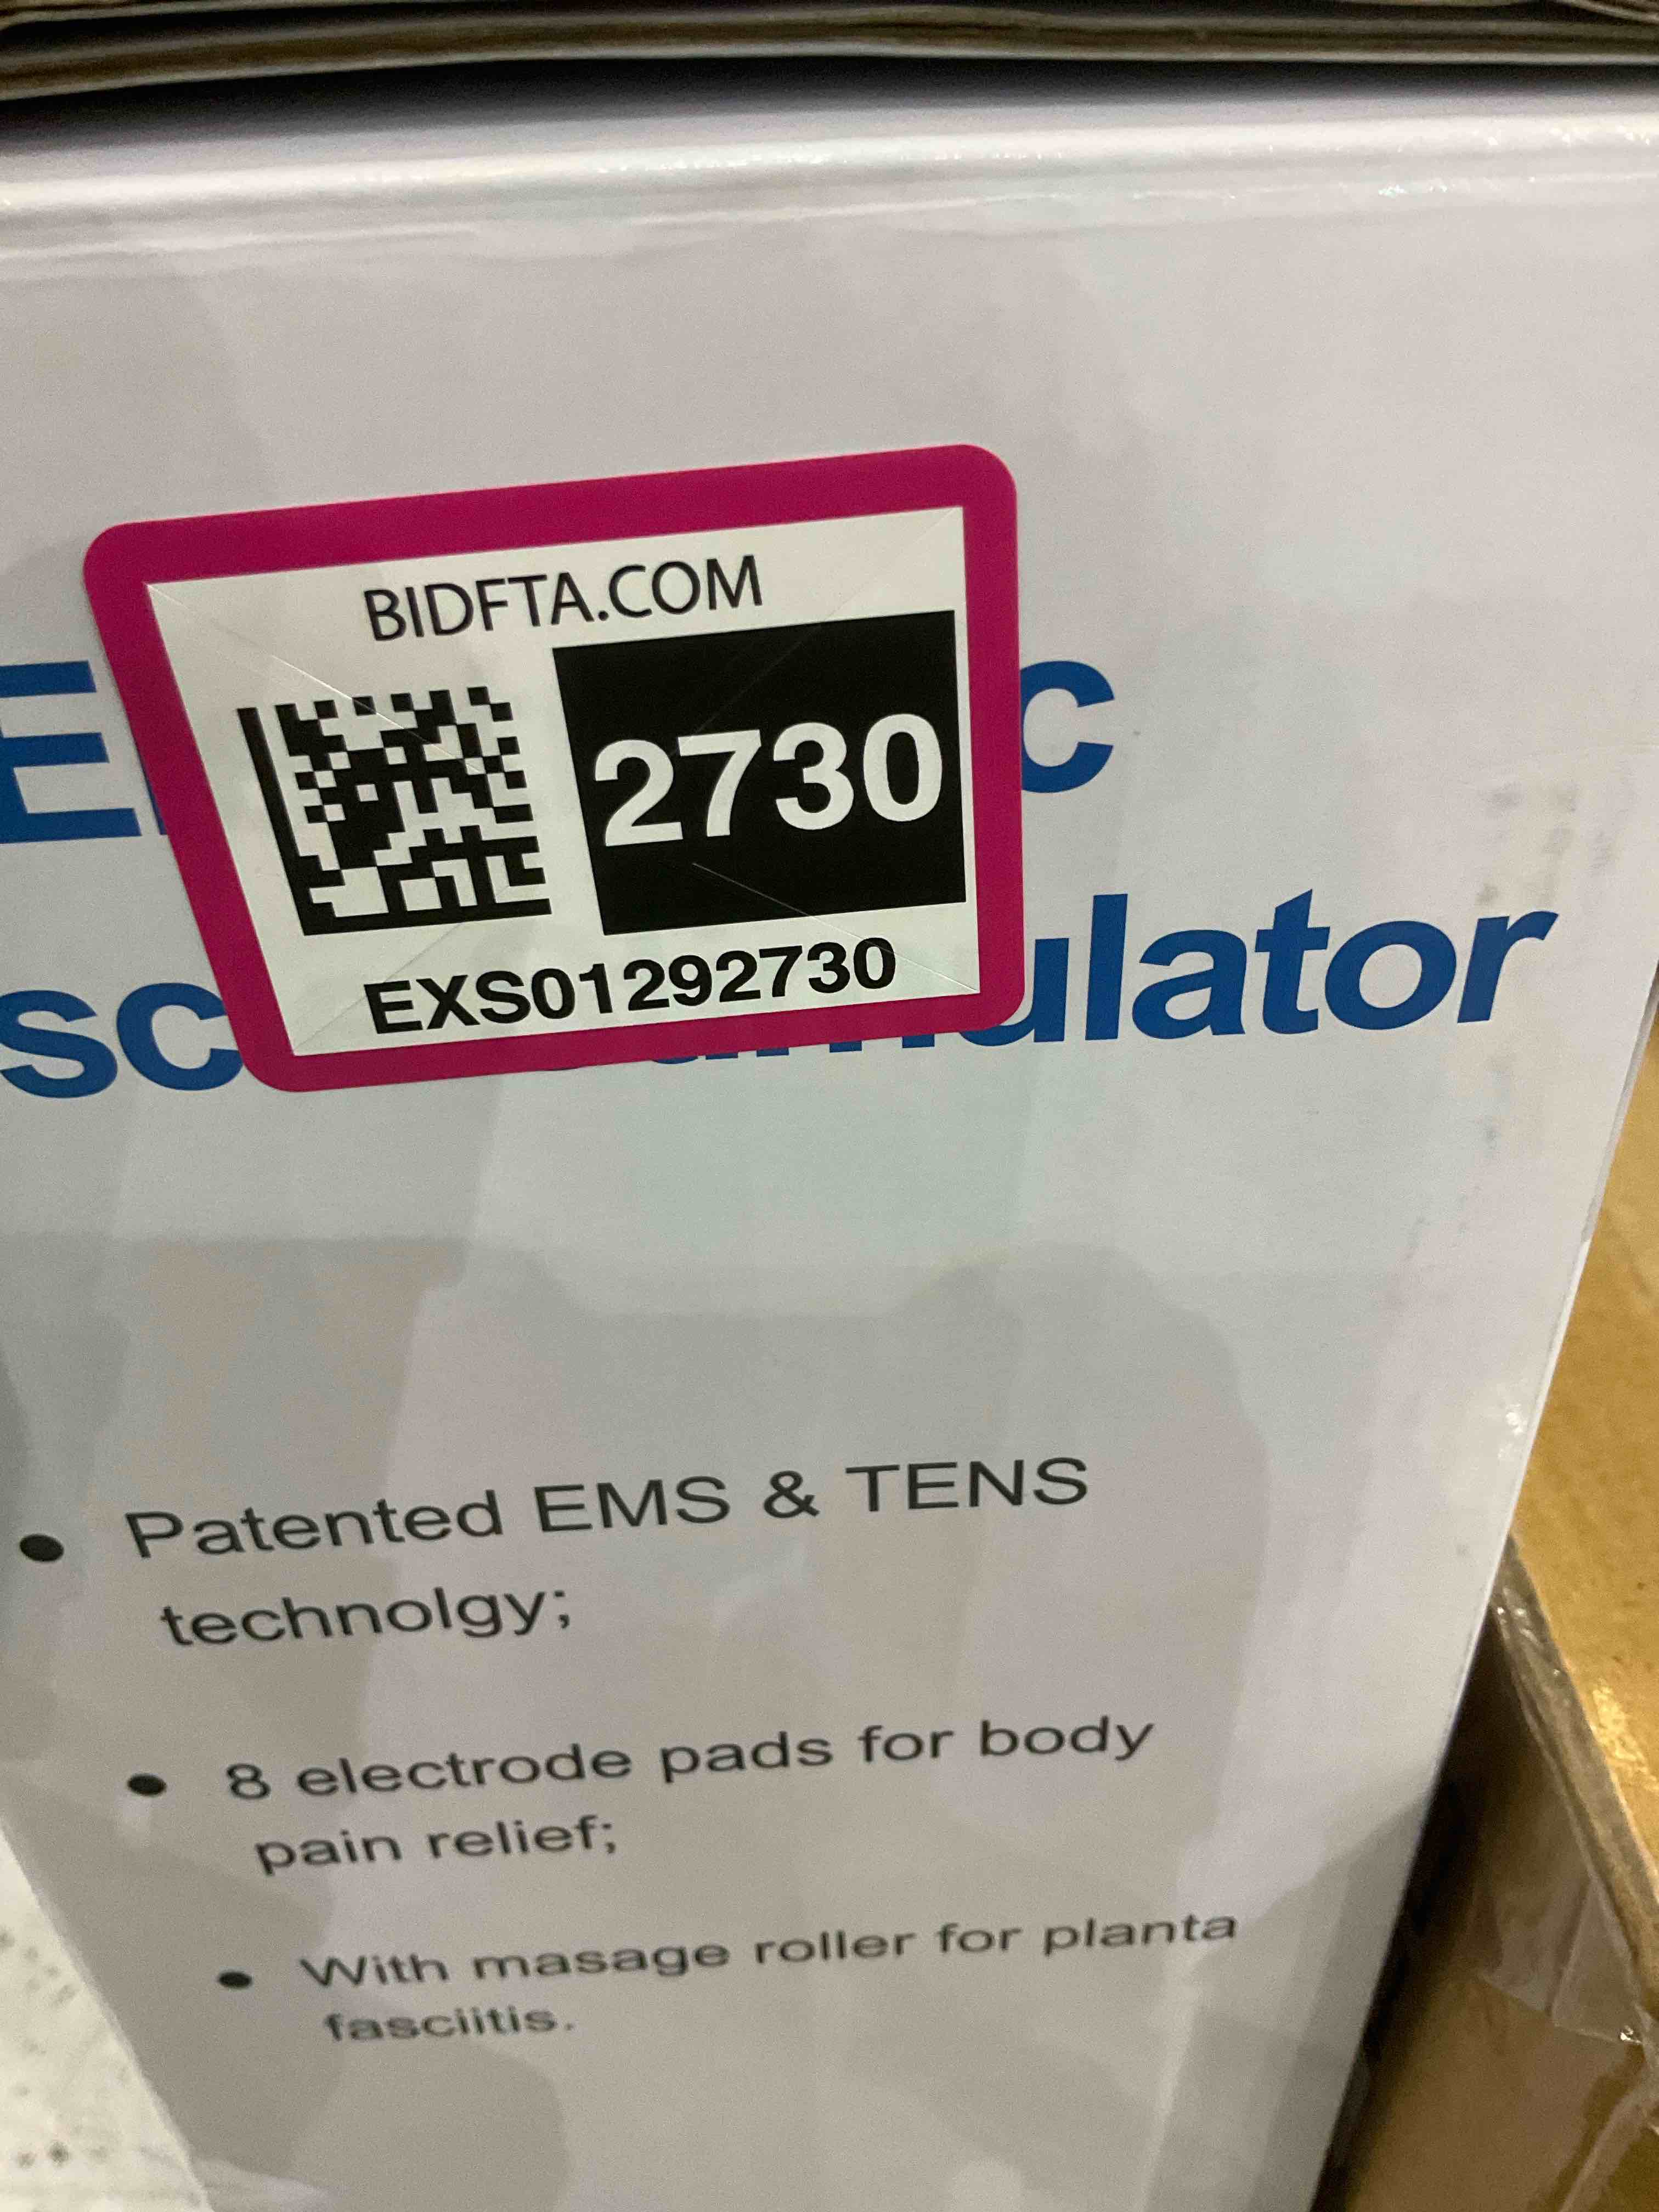 BIDFTA.COM
2730
EXS01292730
ulator
Patented EMS & TENS
technolgy;
8 electrode pads for body
pain relief;
With masage roller for planta
fasciitis.